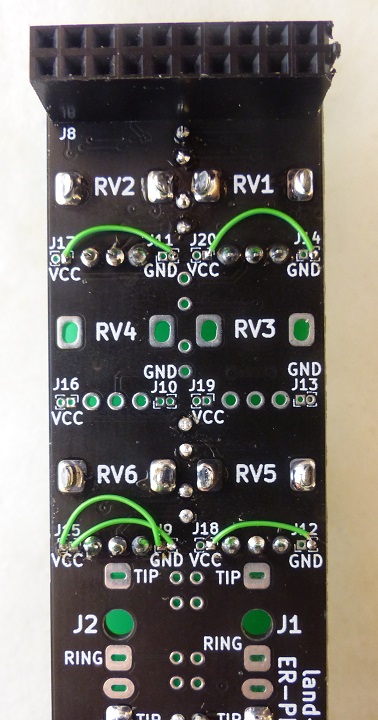 J8
RV2 RV1
J17 J11 J20 J14
VCC GND VCC GND
RV4 RV3
GND GND
J16 J10 J19 J13
VCC VCC
RV6 RV5
J15 J9 J18 J12
VCC GND VCC GND
TIP TIP
J2 J1
RING RING
land
ER-P
TIP TIP